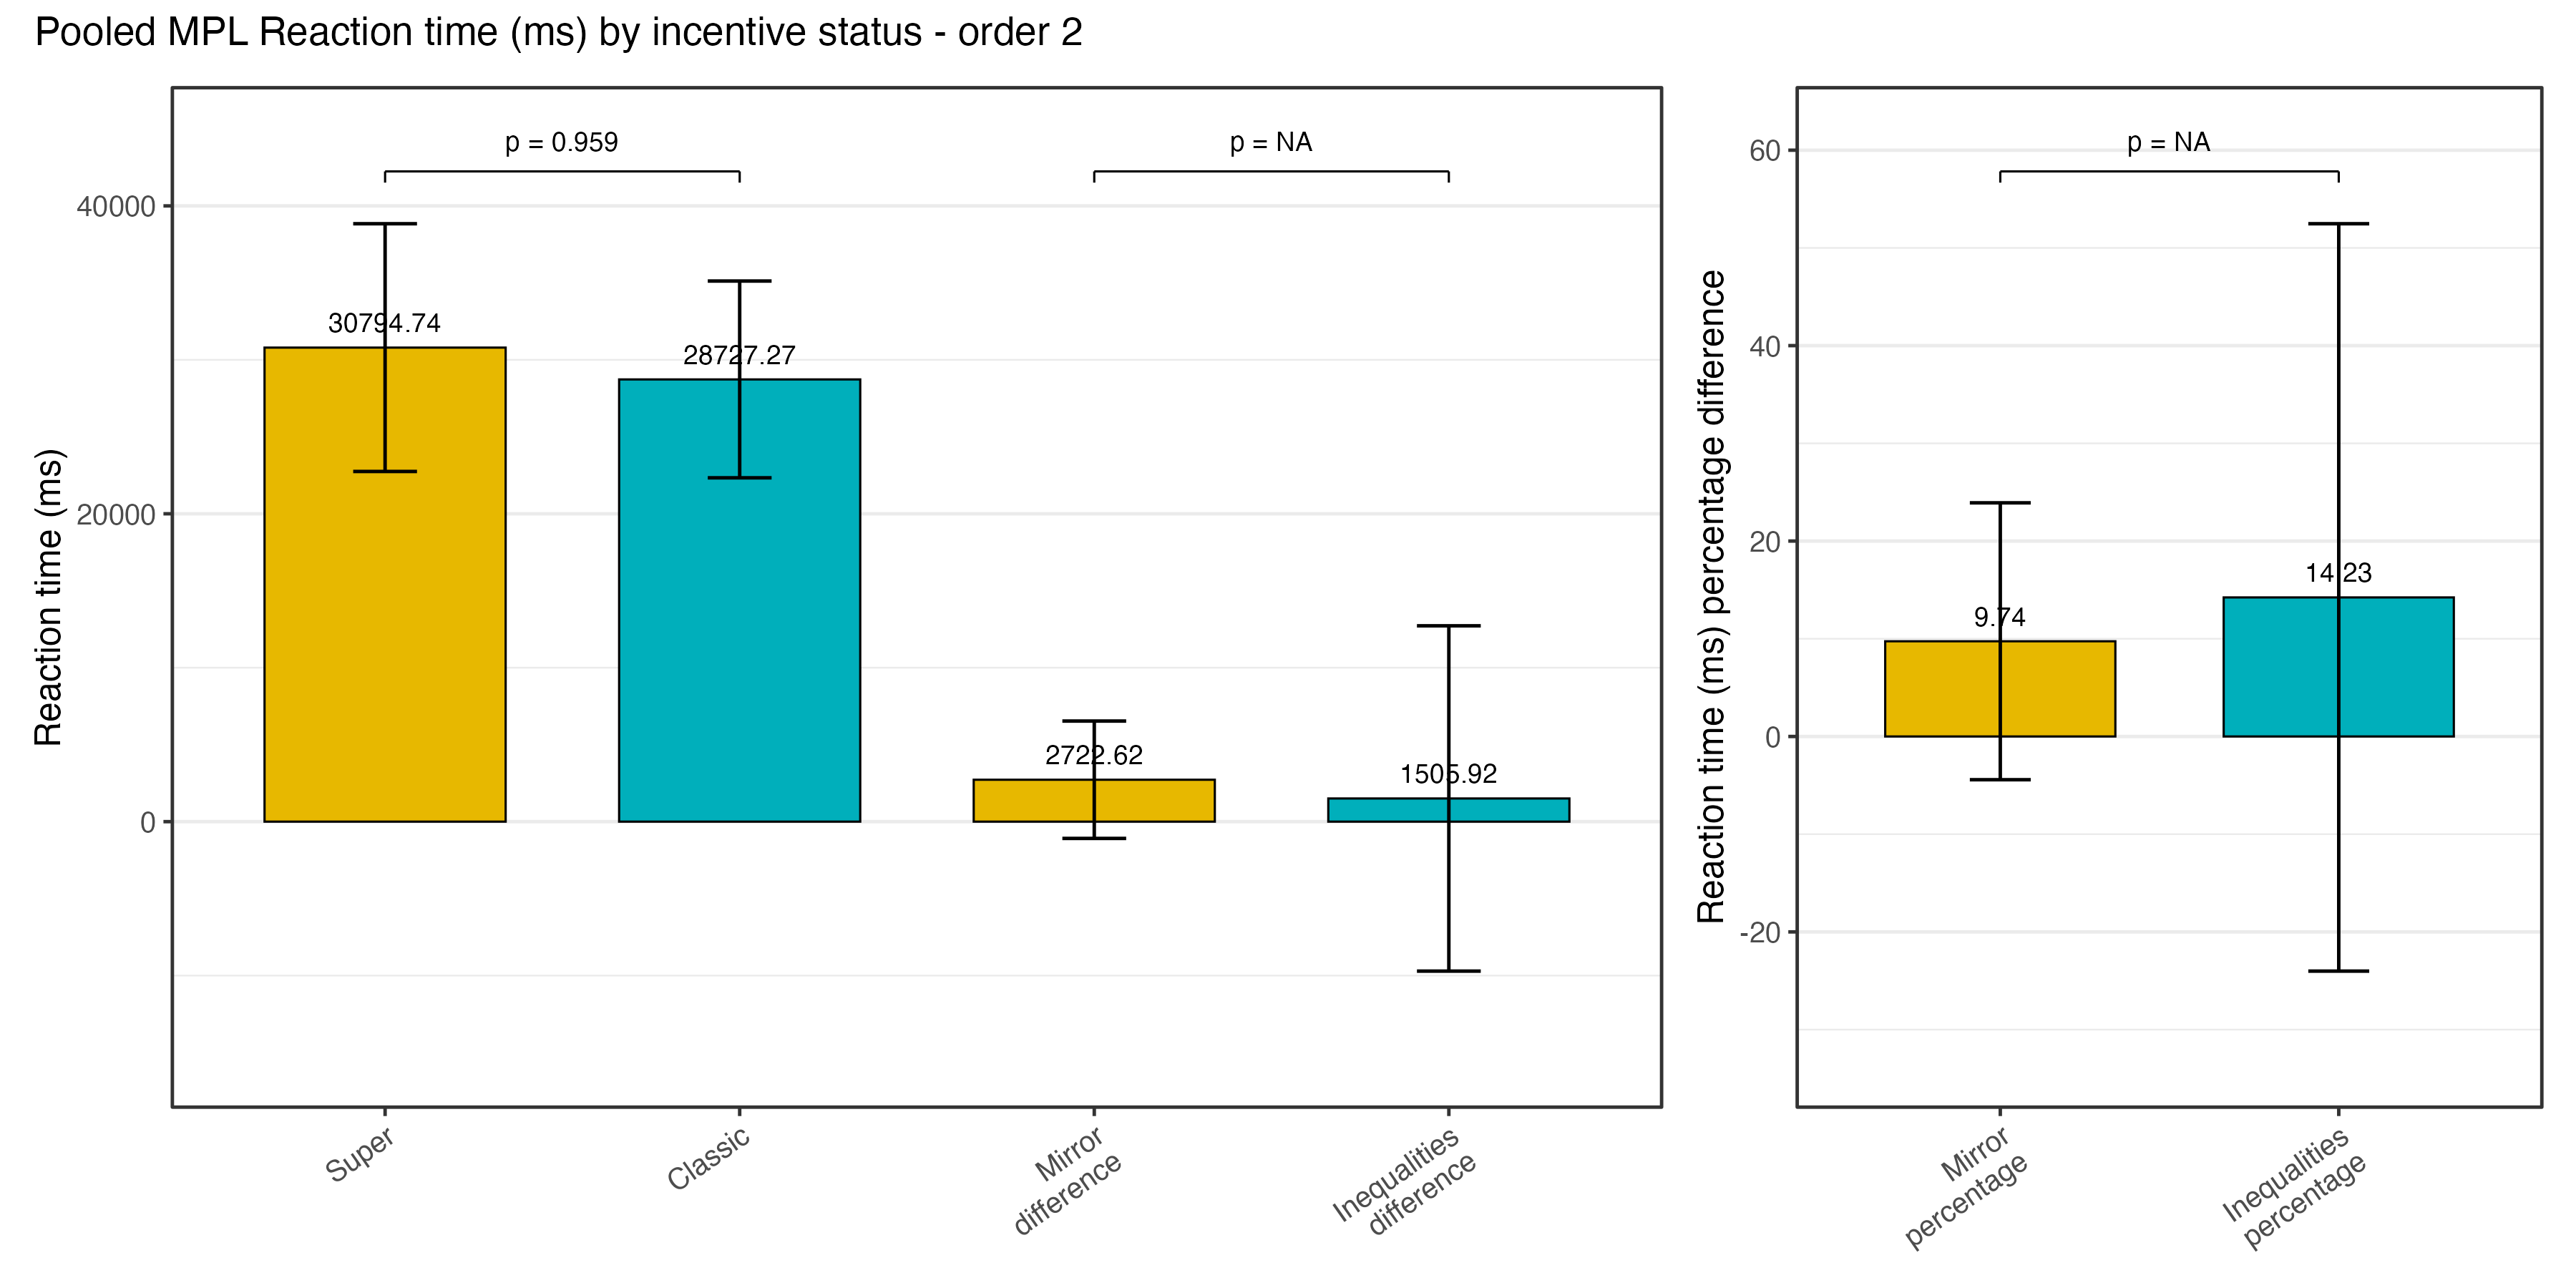 Pooled MPL Reaction time (ms) by incentive status - order 2
Reaction time (ms)
40000
20000
0
p = 0.959
p = NA
30794.74
28727.27
2722.62
1505.92
Super
Classic
Mirror
difference
Inequalities
difference
Reaction time (ms) percentage difference
60
40
20
0
-20
p = NA
9.74
14.23
Mirror
percentage
Inequalities
percentage